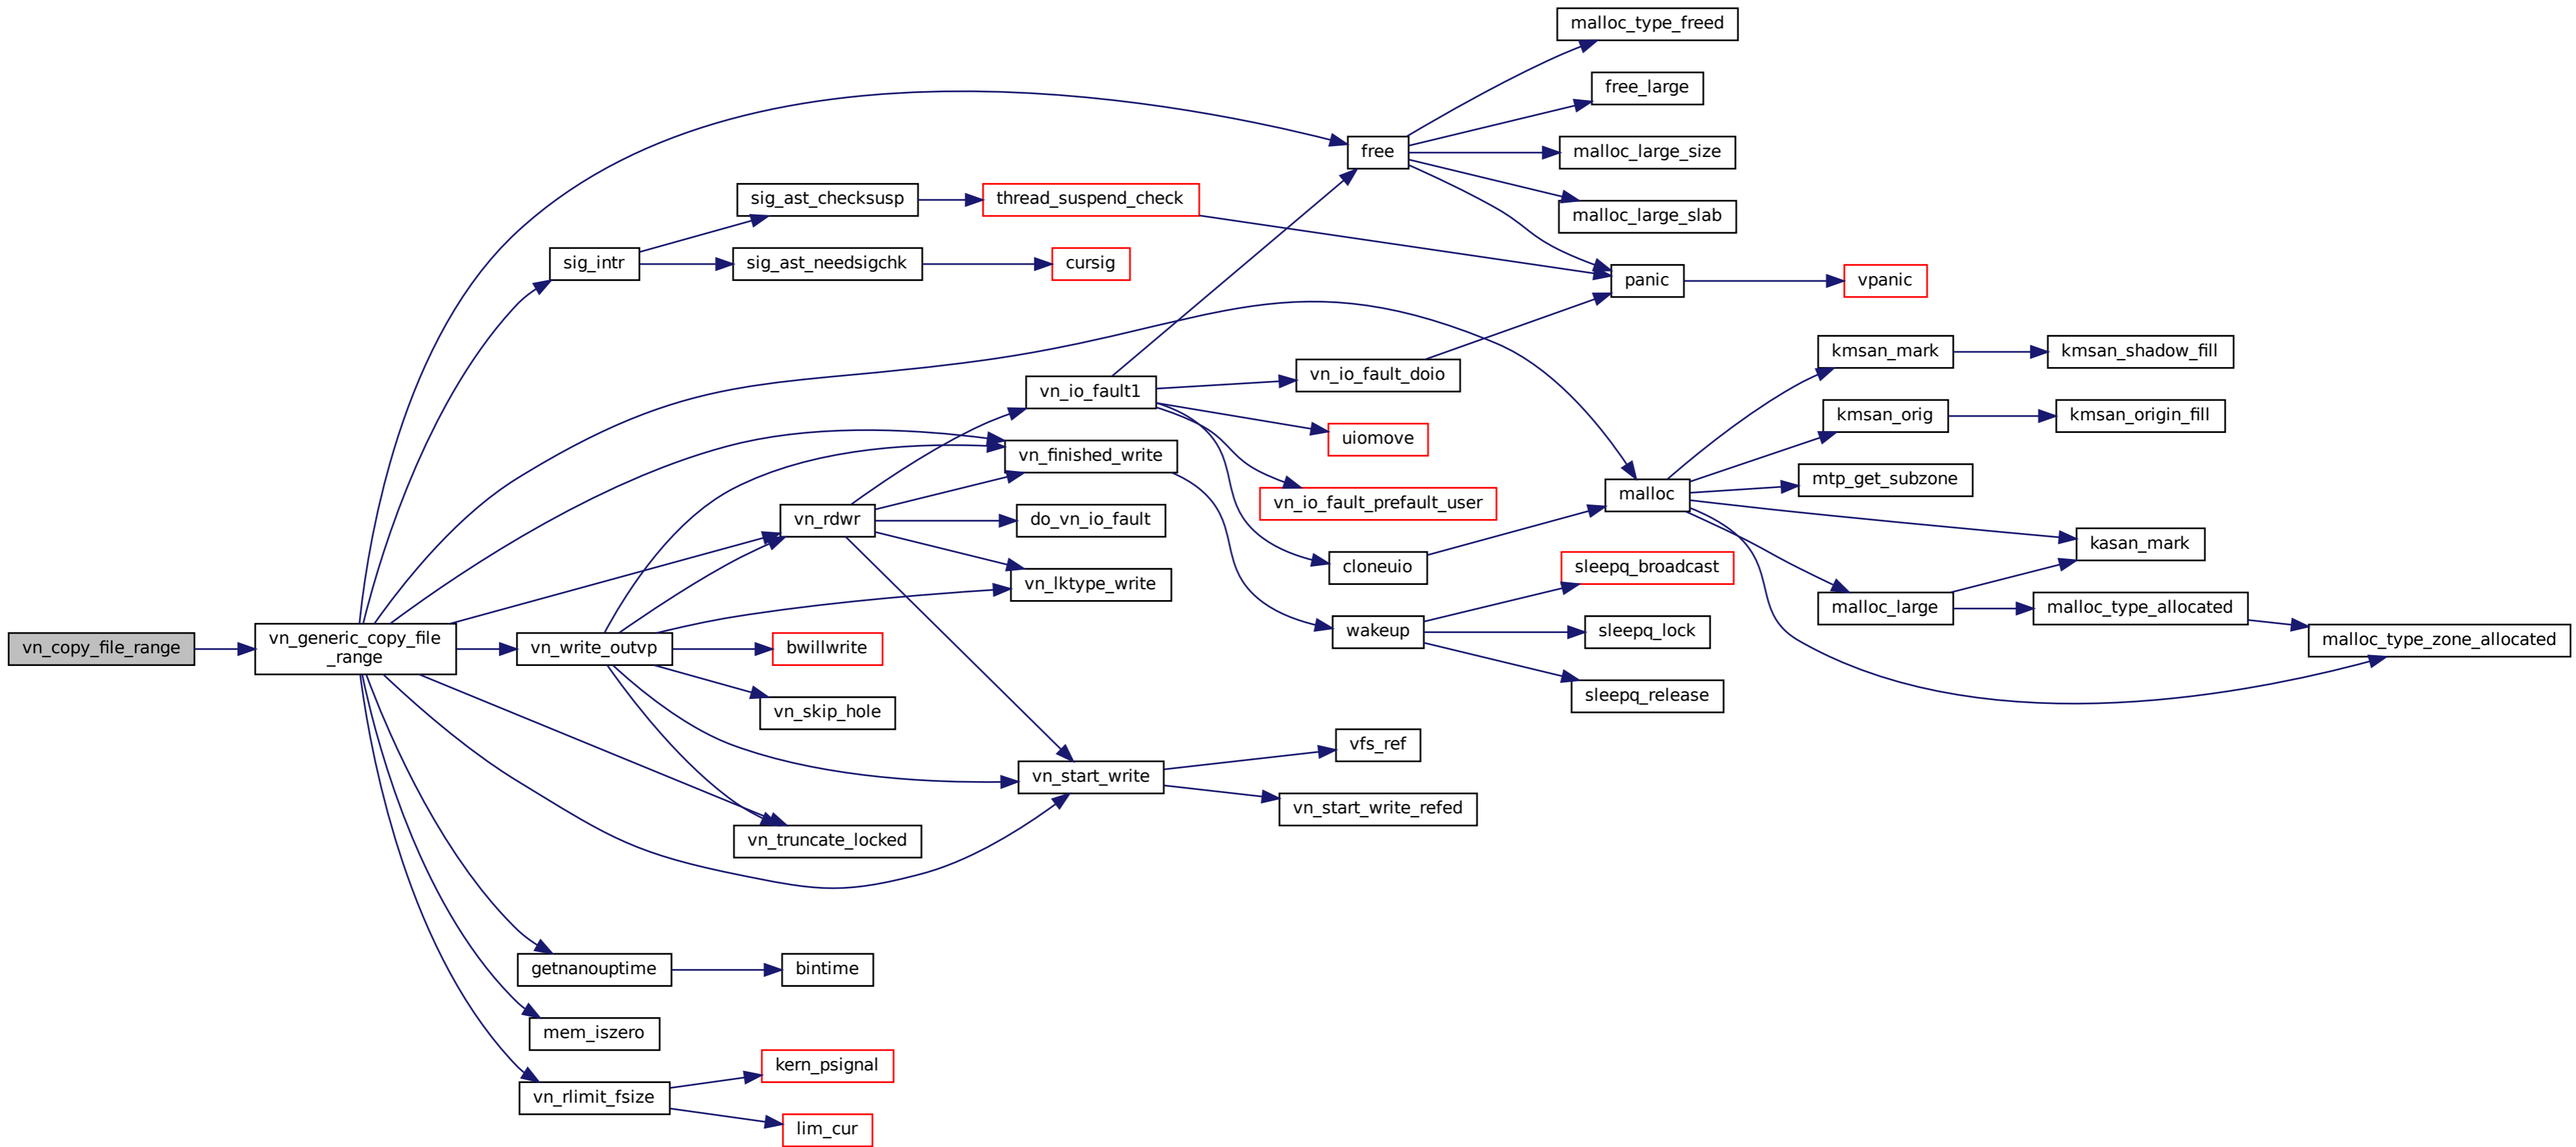 vn_copy_file_range
vn_generic_copy_file
_range
sig_intr
sig_ast_checksusp
thread_suspend_check
sig_ast_needsigchk
cursig
free
malloc_type_freed
free_large
malloc_large_size
malloc_large_slab
panic
vpanic
vn_io_fault1
vn_io_fault_doio
uiomove
vn_io_fault_prefault_user
cloneuio
malloc
kmsan_mark
kmsan_shadow_fill
kmsan_orig
kmsan_origin_fill
mtp_get_subzone
kasan_mark
malloc_large
malloc_type_allocated
malloc_type_zone_allocated
vn_finished_write
vn_rdwr
do_vn_io_fault
vn_lktype_write
wakeup
sleepq_broadcast
sleepq_lock
sleepq_release
vn_write_outvp
bwillwrite
vn_skip_hole
vn_start_write
vfs_ref
vn_start_write_refed
vn_truncate_locked
getnanouptime
bintime
mem_iszero
vn_rlimit_fsize
kern_psignal
lim_cur